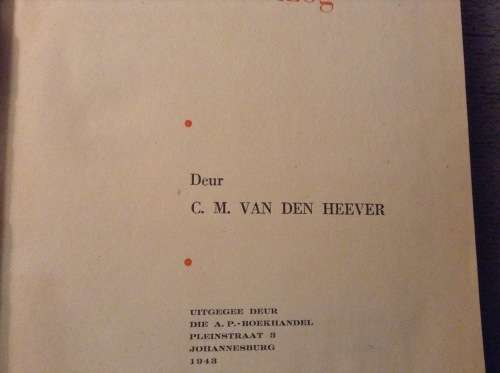 Deur
C. M. VAN DEN HEEVER
UITGEGEE DEUR
DIE A. P.-BOEKHANDEL
PLEINSTRAAT 3
JOHANNESBURG
1943